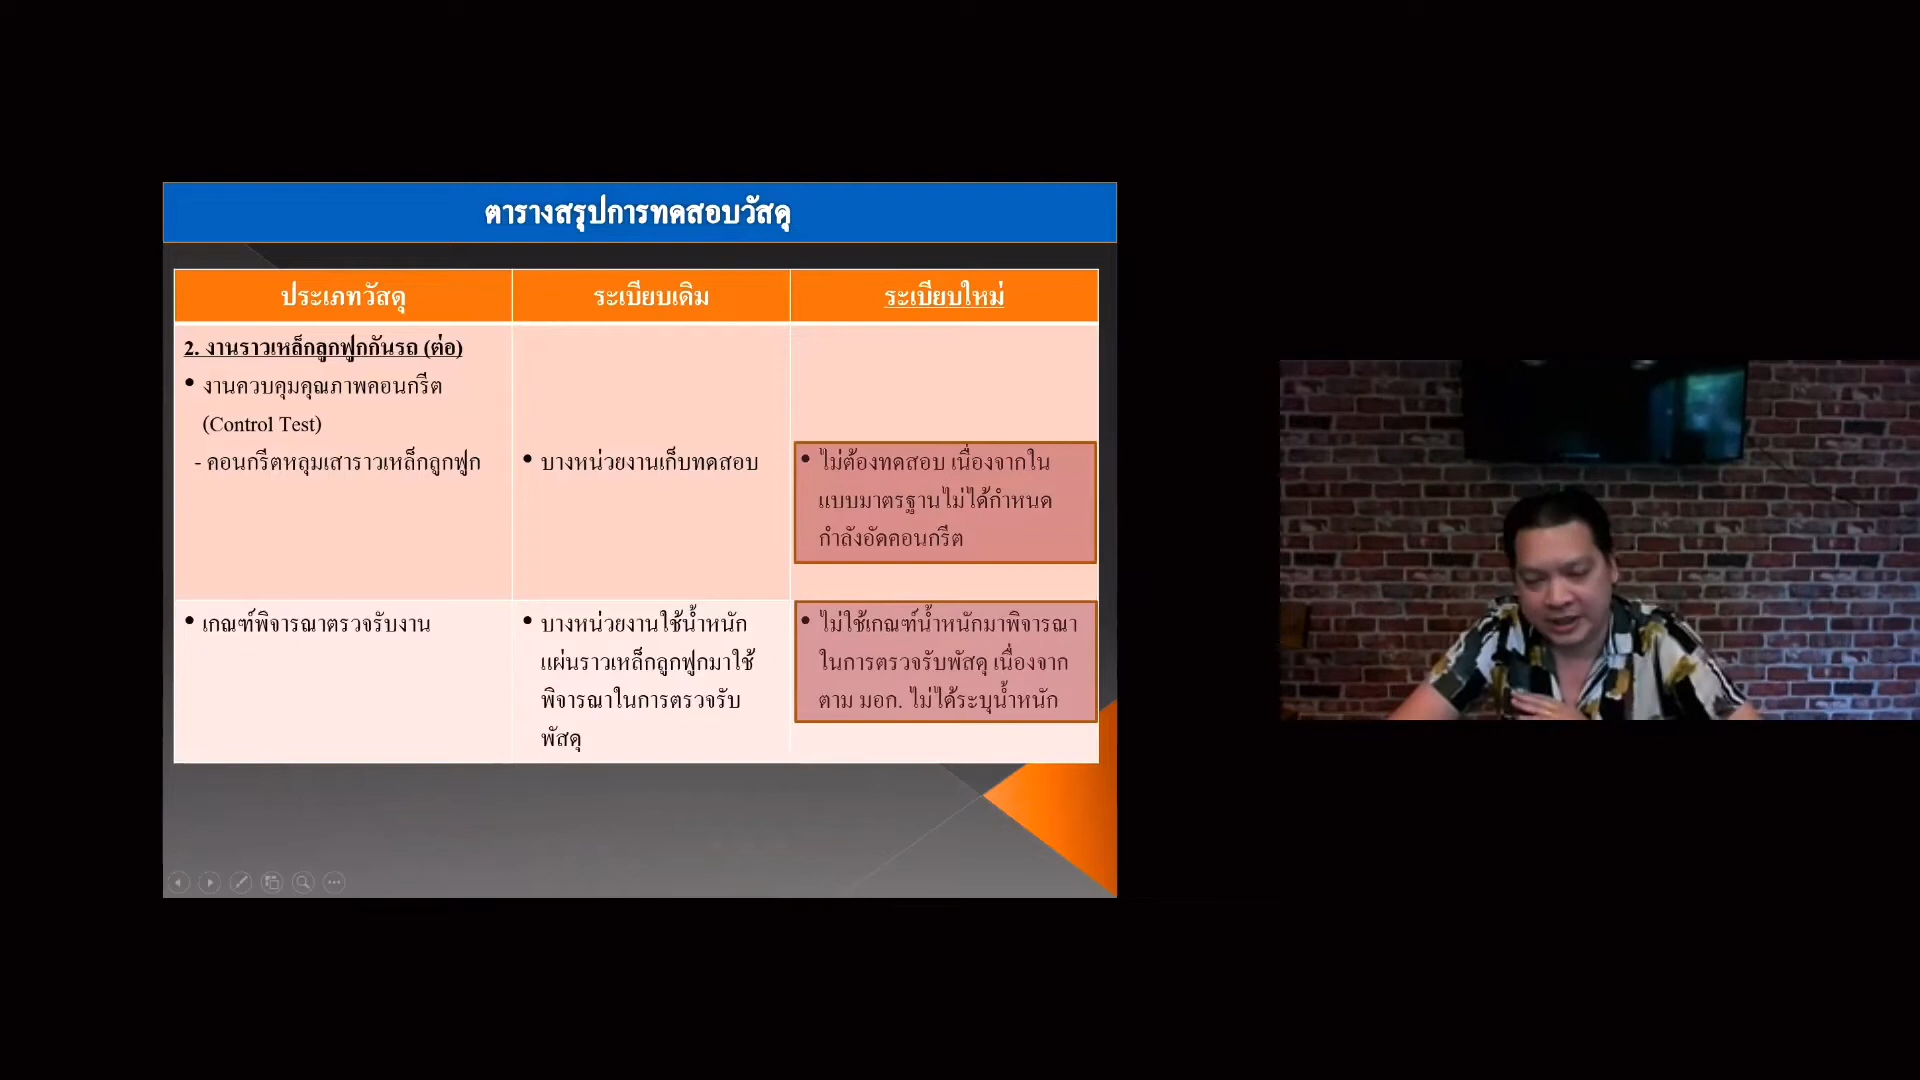 ตารางสรุปการทดสอบวัสดุ
ประเภทวัสดุ
ระเบียบเดิม
ระเบียบใหม่
2. งานราวเหล็กลูกฟูกกันรถ (ต่อ)
• งานควบคุมคุณภาพคอนกรีต
(Control Test)
- คอนกรีตหลุมเสาราวเหล็กลูกฟูก
• บางหน่วยงานเก็บทดสอบ
• ไม่ต้องทดสอบ เนื่องจากใน
แบบมาตรฐานไม่ได้กำหนด
กำลังอัดคอนกรีต
• เกณฑ์พิจารณาตรวจรับงาน
• บางหน่วยงานใช้น้ำหนัก
แผ่นราวเหล็กลูกฟูกมาใช้
พิจารณาในการตรวจรับ
พัสดุ
• ไม่ใช้เกณฑ์น้ำหนักมาพิจารณา
ในการตรวจรับพัสดุ เนื่องจาก
ตาม มอก. ไม่ได้ระบุน้ำหนัก